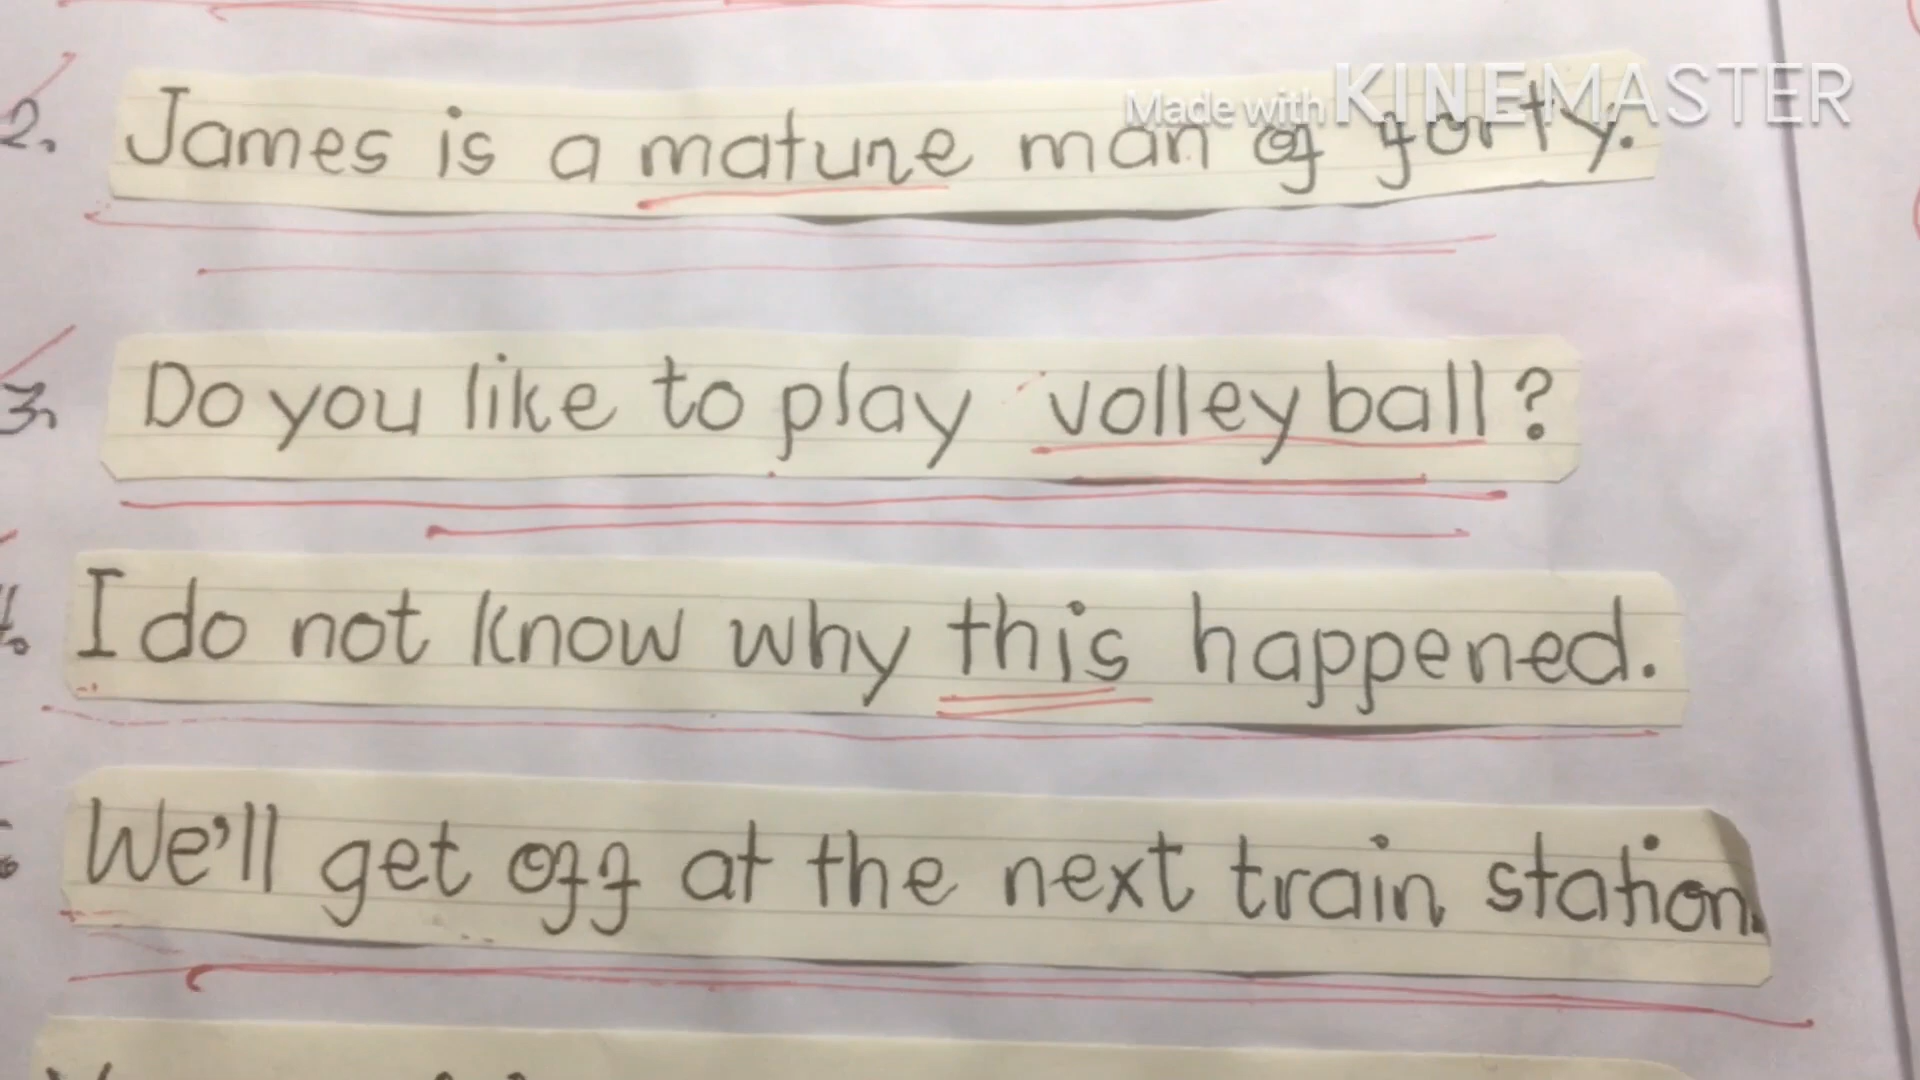 Made with KINEMASTER
2. James is a mature man of forty.
3. Do you like to play volleyball?
4. I do not know why this happened.
We'll get off at the next train station.